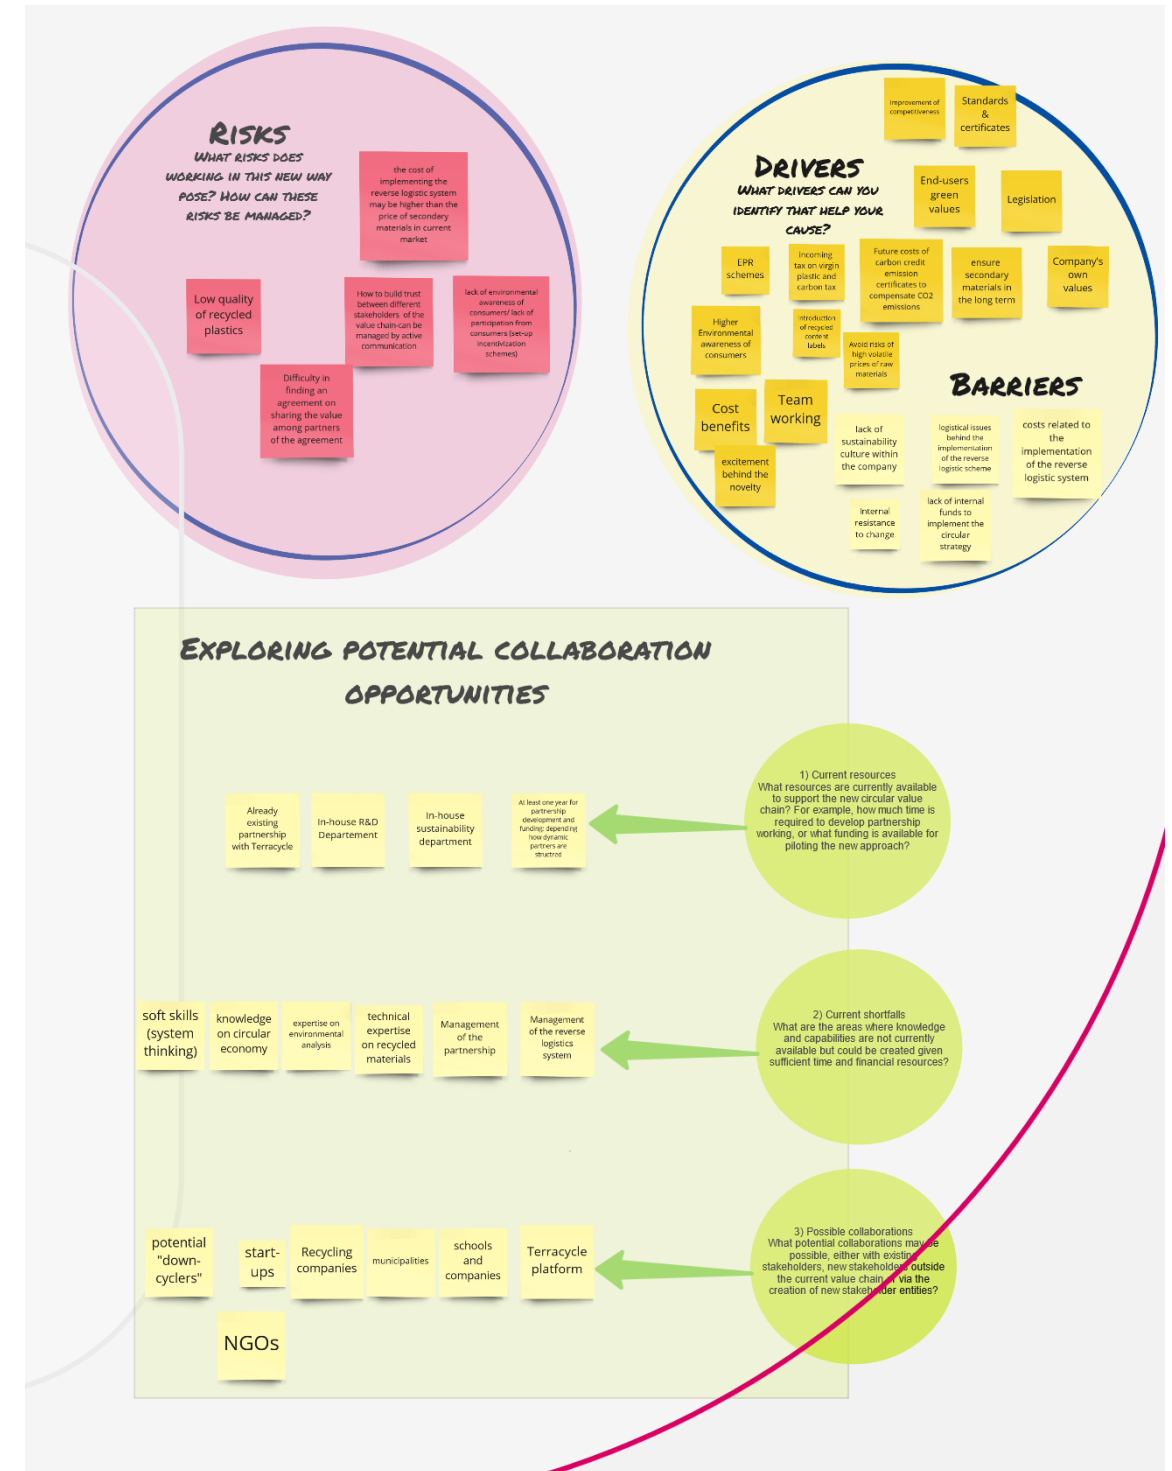 RISKS
WHAT RISKS DOES
WORKING IN THIS NEW WAY
POSE? HOW CAN THESE
RISKS BE MANAGED?
the cost of
implementing the
reverse logistic system
may be higher than the
price of secondary
materials in current
market
Low quality
of recycled
plastics
How to build trust
between different
stakeholders of the
value chain-can be
managed by active
communication
lack of environmental
awareness of
consumers/ lack of
participation from
consumers (set-up
incentivization
schemes)
Difficulty in
finding an
agreement on
sharing the value
among partners
of the agreement
Improvement of
competitiveness
Standards
&
certificates
DRIVERS
WHAT DRIVERS CAN YOU
IDENTIFY THAT HELP YOUR
CAUSE?
End-users
green
values
Legislation
EPR
schemes
Incoming
tax on virgin
plastic and
carbon tax
Future costs of
carbon credit
emission
certificates to
compensate CO2
emissions
ensure
secondary
materials in
the long term
Company's
own
values
Higher
Environmental
awareness of
consumers
Introduction
of recycled
content
labels
Avoid risks of
high volatile
prices of raw
materials
Cost
benefits
Team
working
excitement
behind the
novelty
BARRIERS
lack of
sustainability
culture within
the company
logistical issues
behind the
implementation
of the reverse
logistic scheme
costs related to
the
implementation
of the reverse
logistic system
Internal
resistance
to change
lack of internal
funds to
implement the
circular
strategy
EXPLORING POTENTIAL COLLABORATION
OPPORTUNITIES
Already
existing
partnership
with Terracycle
In-house R&D
Departement
In-house
sustainability
department
At least one year for
partnership
development and
funding; depending
how dynamic
partners are
structred
1) Current resources
What resources are currently available
to support the new circular value
chain? For example, how much time is
required to develop partnership
working, or what funding is available for
piloting the new approach?
soft skills
(system
thinking)
knowledge
on circular
economy
expertise on
environmental
analysis
technical
expertise
on recycled
materials
Management
of the
partnership
Management
of the reverse
logistics
system
2) Current shortfalls
What are the areas where knowledge
and capabilities are not currently
available but could be created given
sufficient time and financial resources?
potential
"down-
cyclers"
start-
ups
Recycling
companies
municipalities
schools
and
companies
Terracycle
platform
3) Possible collaborations
What potential collaborations may be
possible, either with existing
stakeholders, new stakeholders outside
the current value chain or via the
creation of new stakeholder entities?
NGOs